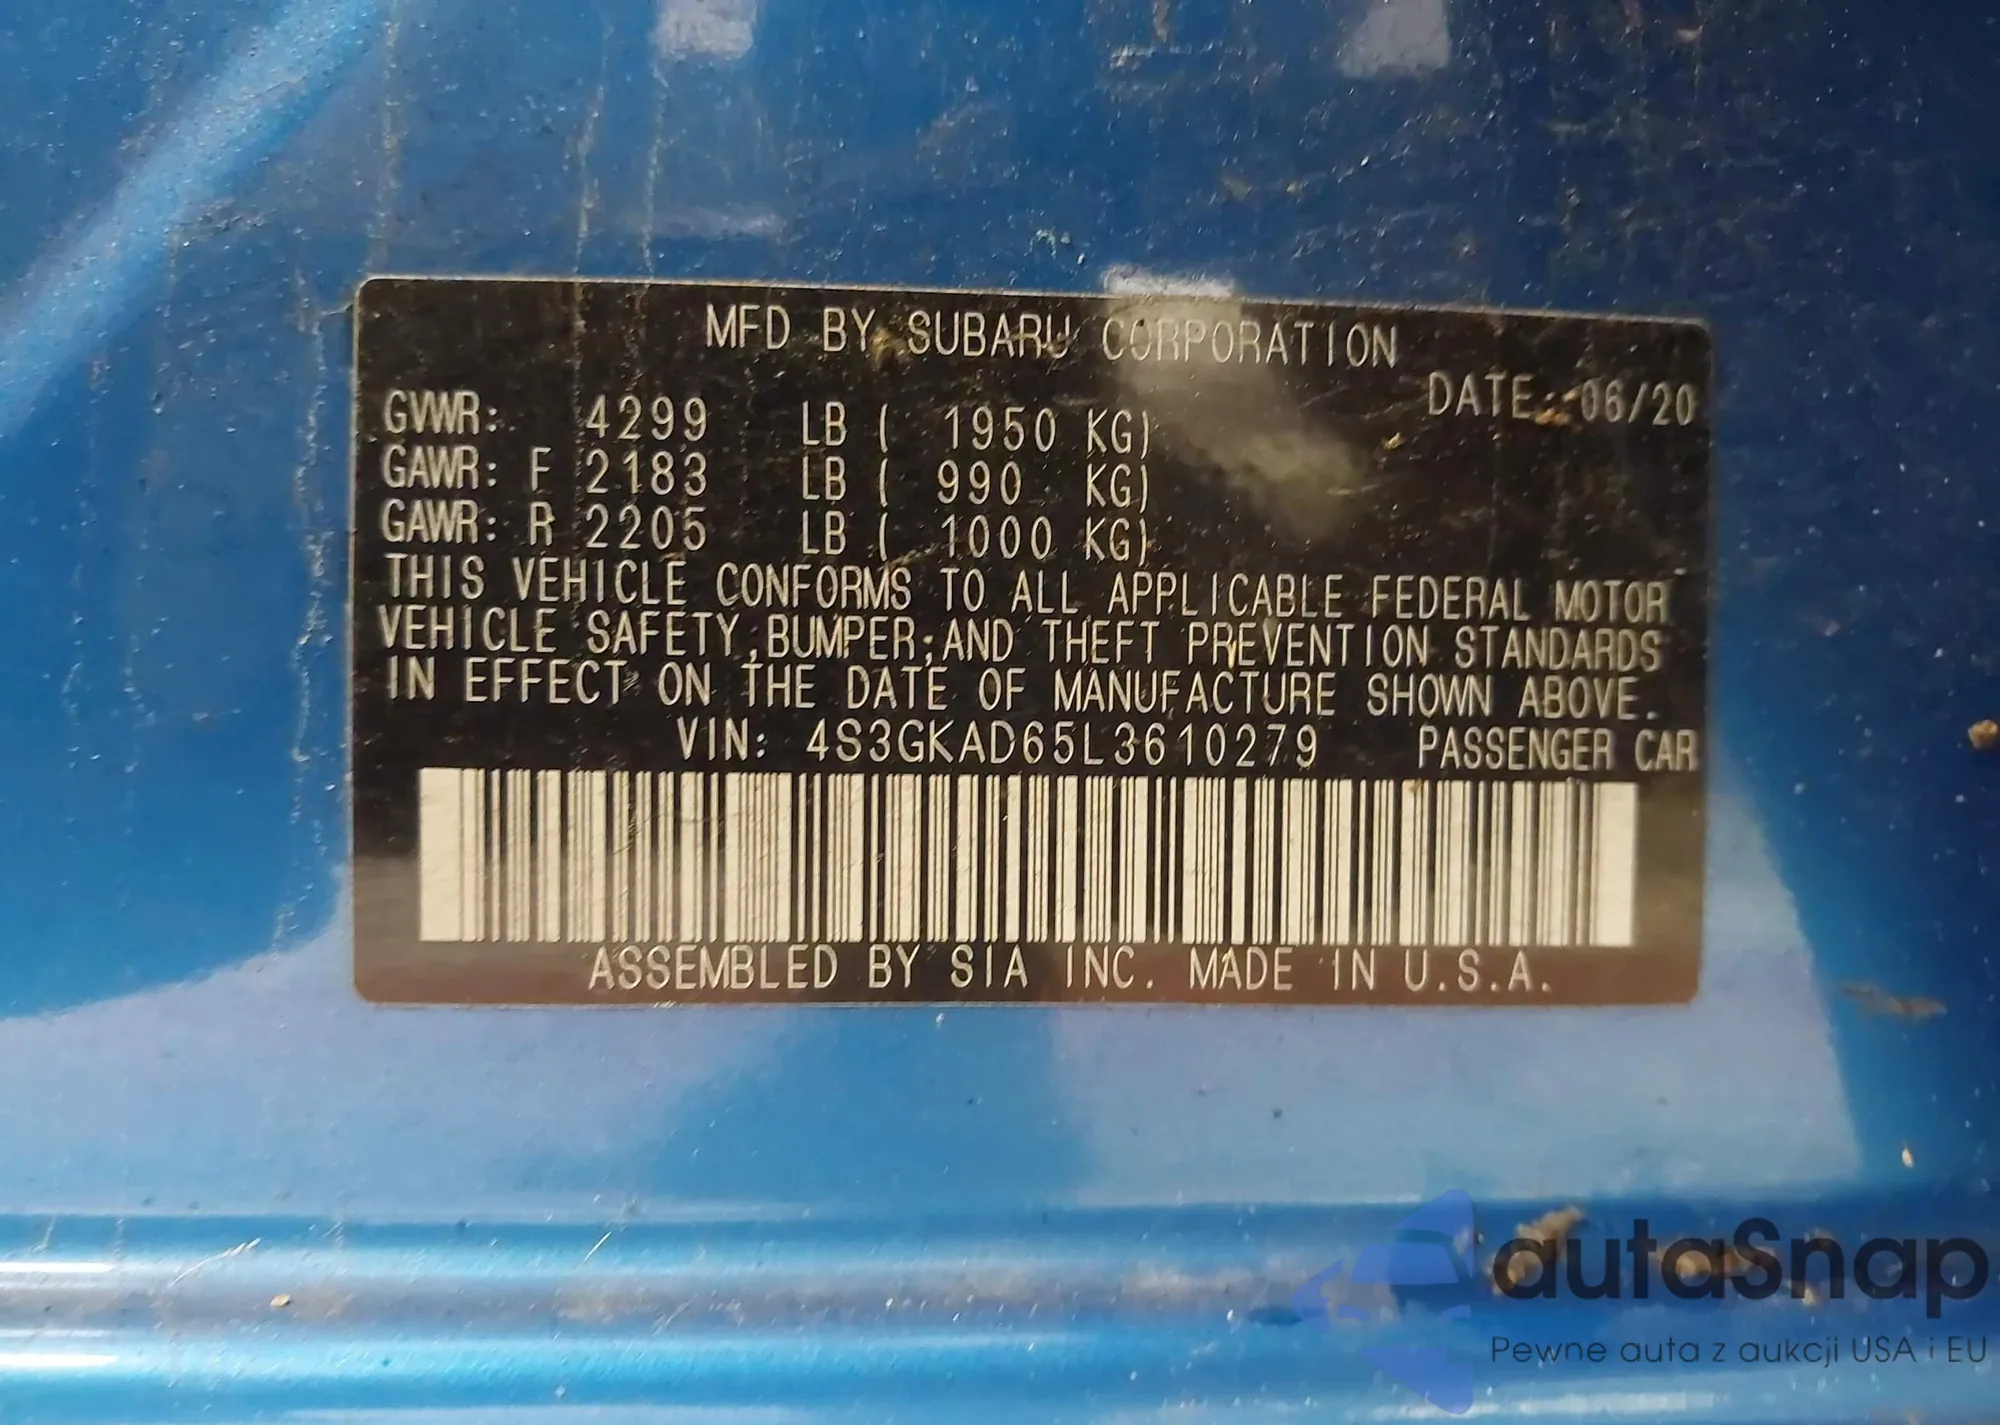 MFD BY SUBARU CORPORATION
DATE: 06/20
GVWR: 4299 LB ( 1950 KG)
GAWR: F 2183 LB ( 990 KG)
GAWR: R 2205 LB ( 1000 KG)
THIS VEHICLE CONFORMS TO ALL APPLICABLE FEDERAL MOTOR
VEHICLE SAFETY,BUMPER,AND THEFT PREVENTION STANDARDS
IN EFFECT ON THE DATE OF MANUFACTURE SHOWN ABOVE.
VIN: 4S3GKAD65L3610279 PASSENGER CAR
ASSEMBLED BY SIA INC. MADE IN U.S.A.
autaSnap
Pewne auta z aukcji USA i EU